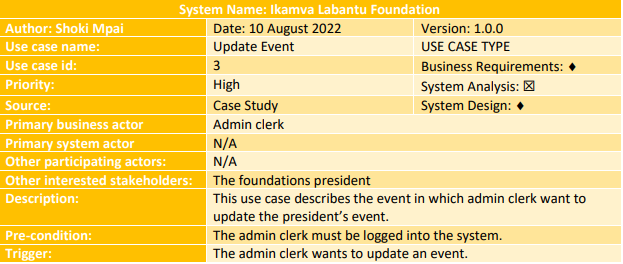 System Name: Ikamva Labantu Foundation
Author: Shoki Mpai Date: 10 August 2022 Version: 1.0.0
Use case name: Update Event USE CASE TYPE
Use case id: 3 Business Requirements: ♦
Priority: High System Analysis: ☒
Source: Case Study System Design: ♦
Primary business actor Admin clerk
Primary system actor N/A
Other participating actors: N/A
Other interested stakeholders: The foundations president
Description: This use case describes the event in which admin clerk want to
update the president's event.
Pre-condition: The admin clerk must be logged into the system.
Trigger: The admin clerk wants to update an event.